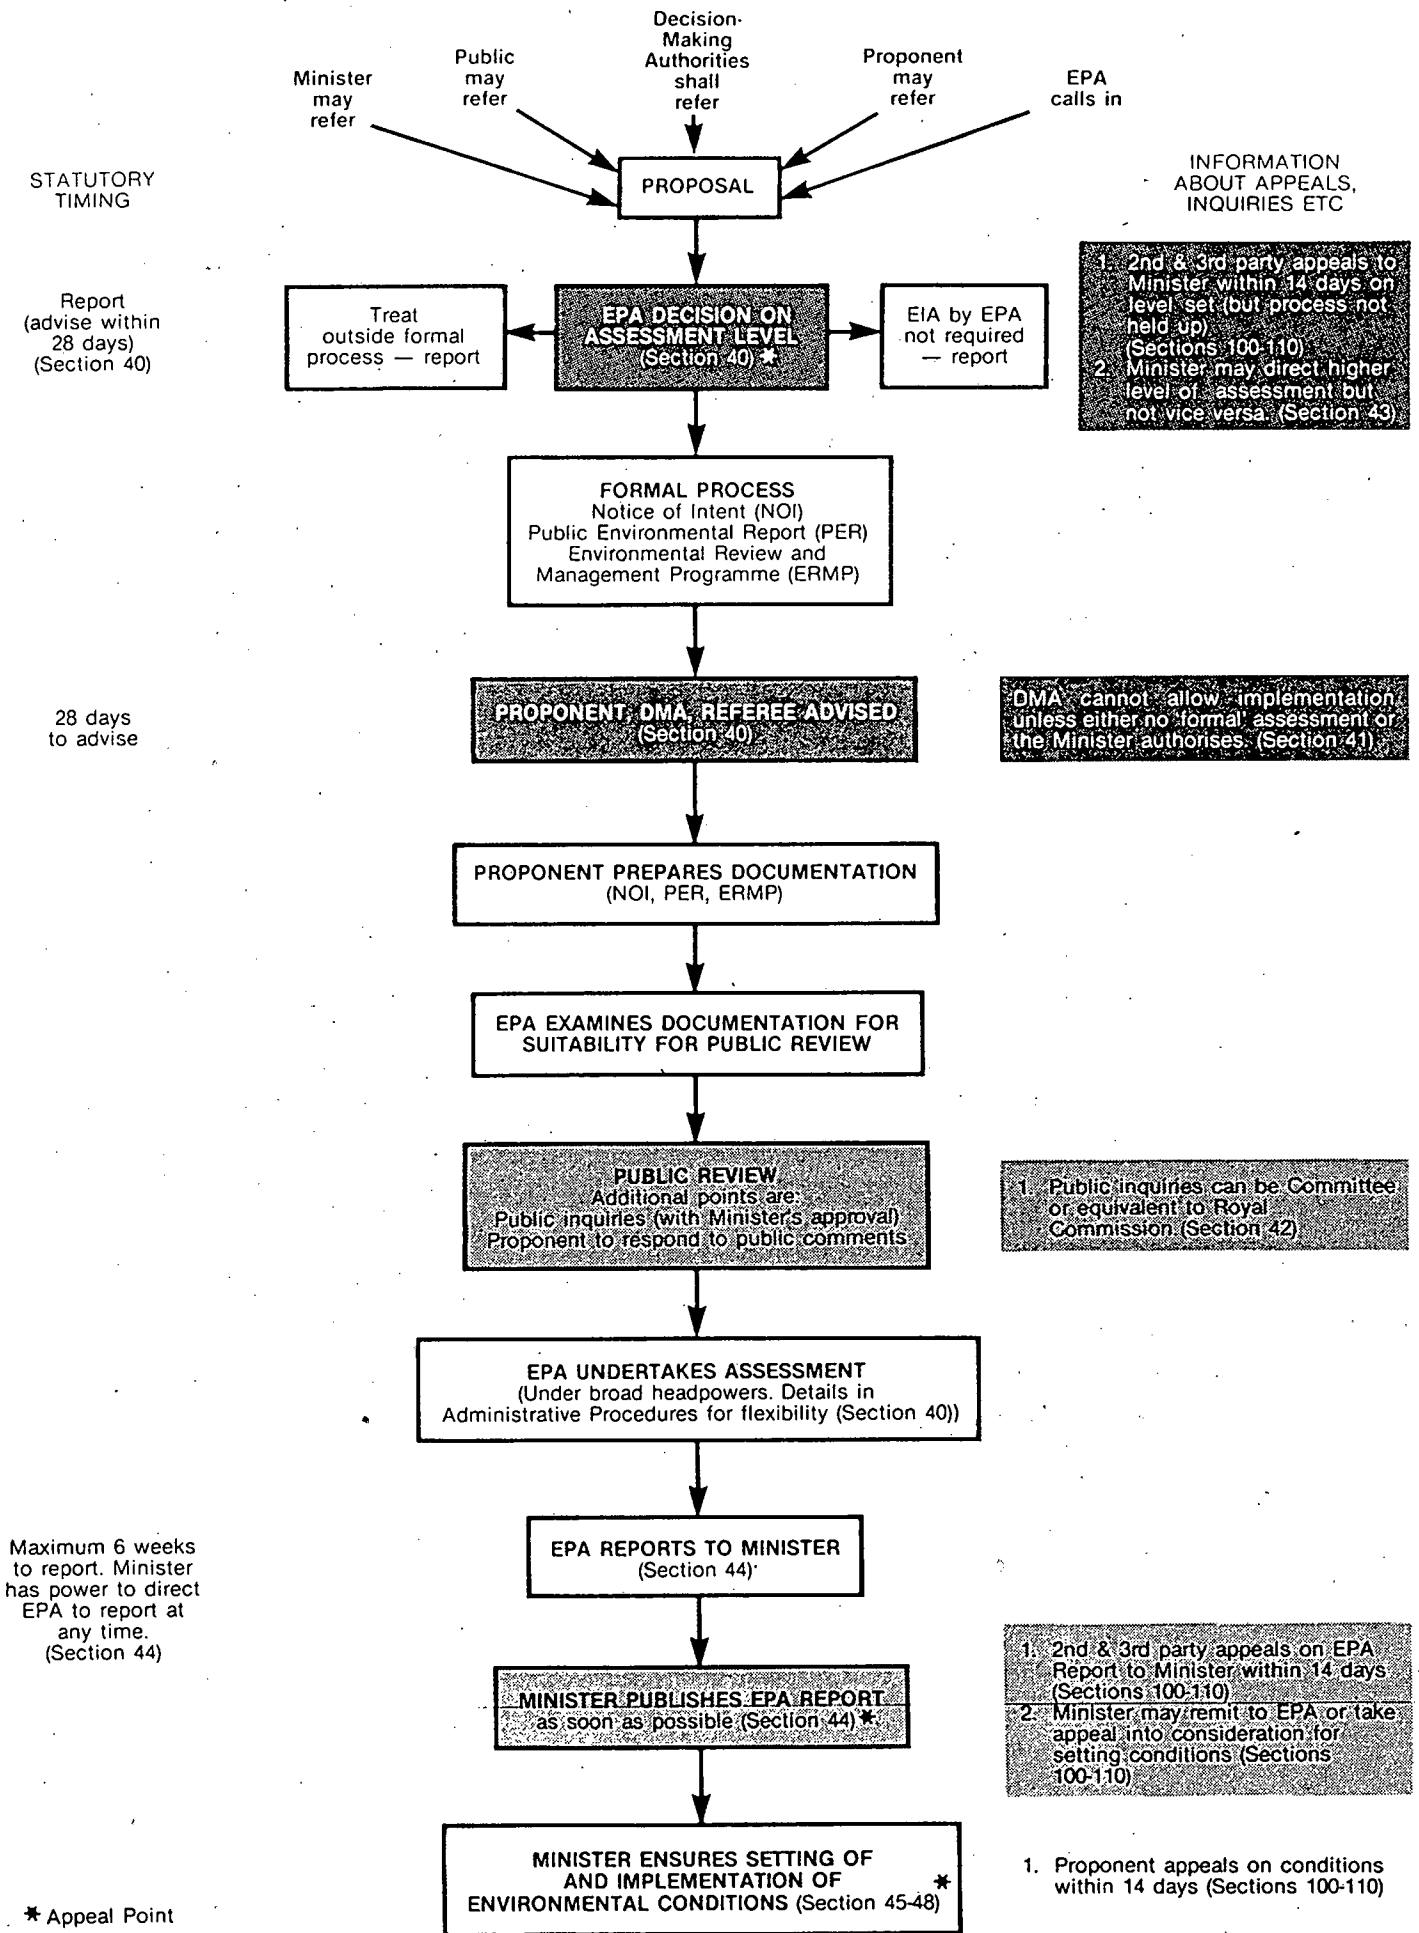 Minister
may
refer
Public
may
refer
Decision-
Making
Authorities
shall
refer
Proponent
may
refer
EPA
calls in
STATUTORY
TIMING
PROPOSAL
INFORMATION
ABOUT APPEALS,
INQUIRIES ETC
Report
(advise within
28 days)
(Section 40)
Treat
outside formal
process — report
EPA DECISION ON
ASSESSMENT LEVEL
(Section 40) *
EIA by EPA
not required
— report
1. 2nd & 3rd party appeals to
Minister within 14 days on
level set (but process not
held up)
(Sections 100-110)
2. Minister may direct higher
level of assessment but
not vice versa. (Section 43)
FORMAL PROCESS
Notice of Intent (NOI)
Public Environmental Report (PER)
Environmental Review and
Management Programme (ERMP)
28 days
to advise
PROPONENT, DMA, REFEREE ADVISED
(Section 40)
DMA cannot allow implementation
unless either no 'formal' assessment or
the Minister authorises. (Section 41)
PROPONENT PREPARES DOCUMENTATION
(NOI, PER, ERMP)
EPA EXAMINES DOCUMENTATION FOR
SUITABILITY FOR PUBLIC REVIEW
PUBLIC REVIEW
Additional points are:
Public inquiries (with Minister's approval)
Proponent to respond to public comments
1. Public inquiries can be Committee
or equivalent to Royal
Commission (Section 42)
EPA UNDERTAKES ASSESSMENT
(Under broad headpowers. Details in
Administrative Procedures for flexibility (Section 40))
Maximum 6 weeks
to report. Minister
has power to direct
EPA to report at
any time.
(Section 44)
EPA REPORTS TO MINISTER
(Section 44)
MINISTER PUBLISHES EPA REPORT
as soon as possible (Section 44) *
1. 2nd & 3rd party appeals on EPA
Report to Minister within 14 days
(Sections 100-110)
2. Minister may remit to EPA or take
appeal into consideration for
setting conditions (Sections
100-110)
MINISTER ENSURES SETTING OF
AND IMPLEMENTATION OF
ENVIRONMENTAL CONDITIONS (Section 45-48) *
1. Proponent appeals on conditions
within 14 days (Sections 100-110)
* Appeal Point